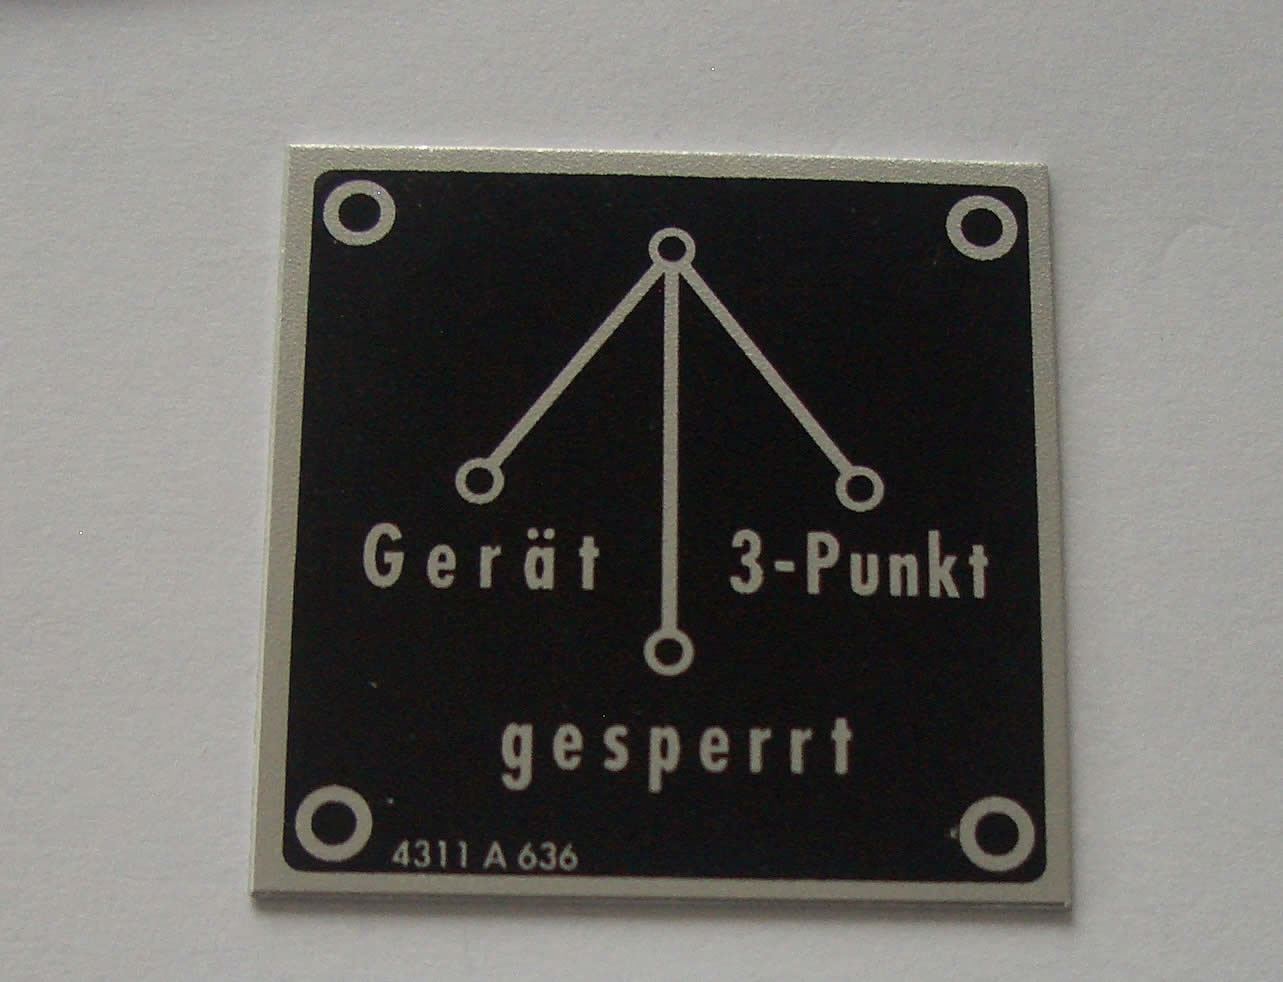 Gerät 3-Punkt
gesperrt
4311 A 636